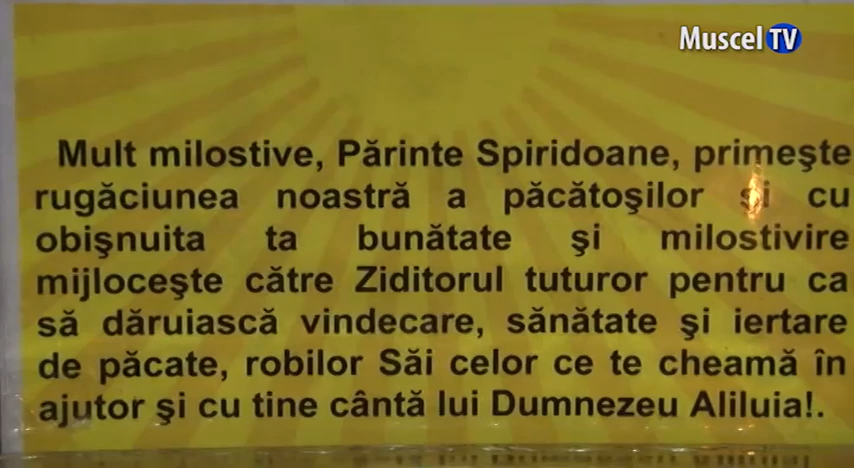 Muscel TV
Mult milostive, Părinte Spiridoane, primeşte
rugăciunea noastră a păcătoşilor şi cu
obişnuita ta bunătate şi milostivire
mijloceşte către Ziditorul tuturor pentru ca
să dăruiască vindecare, sănătate şi iertare
de păcate, robilor Săi celor ce te cheamă în
ajutor şi cu tine cântă lui Dumnezeu Aliluia!.